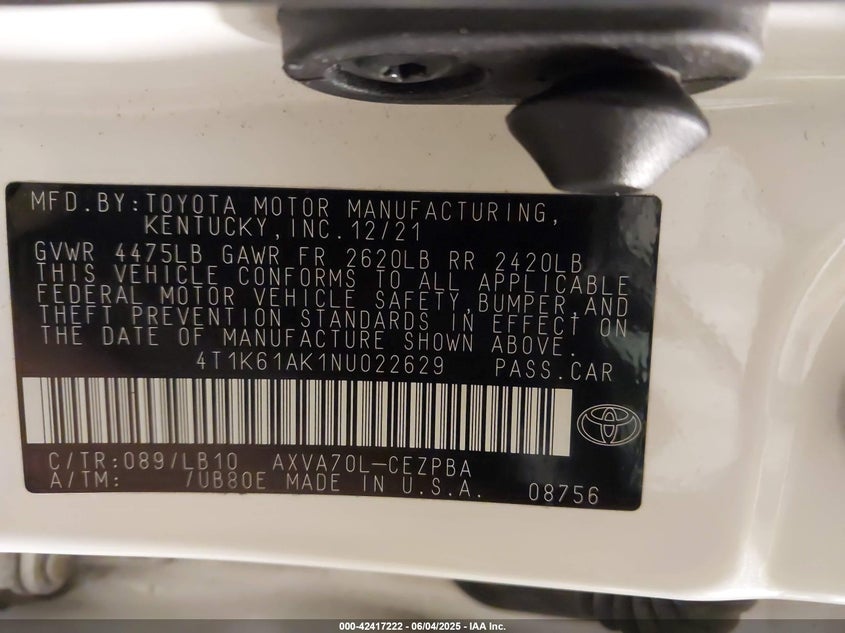 MFD.BY:TOYOTA MOTOR MANUFACTURING,
KENTUCKY,INC.12/21
GVWR 4475LB GAWR FR 2620LB RR 2420LB
THIS VEHICLE CONFORMS TO ALL APPLICABLE
FEDERAL MOTOR VEHICLE SAFETY,BUMPER,AND
THEFT PREVENTION STANDARDS IN EFFECT ON
THE DATE OF MANUFACTURE SHOWN ABOVE.
4T1K61AK1NU022629 PASS.CAR
C/TR:089/LB10 AXVA70L-CEZPBA
A/TM: /UB80E MADE IN U.S.A. 08756
000-42417222 - 06/04/2025 - IAA Inc.